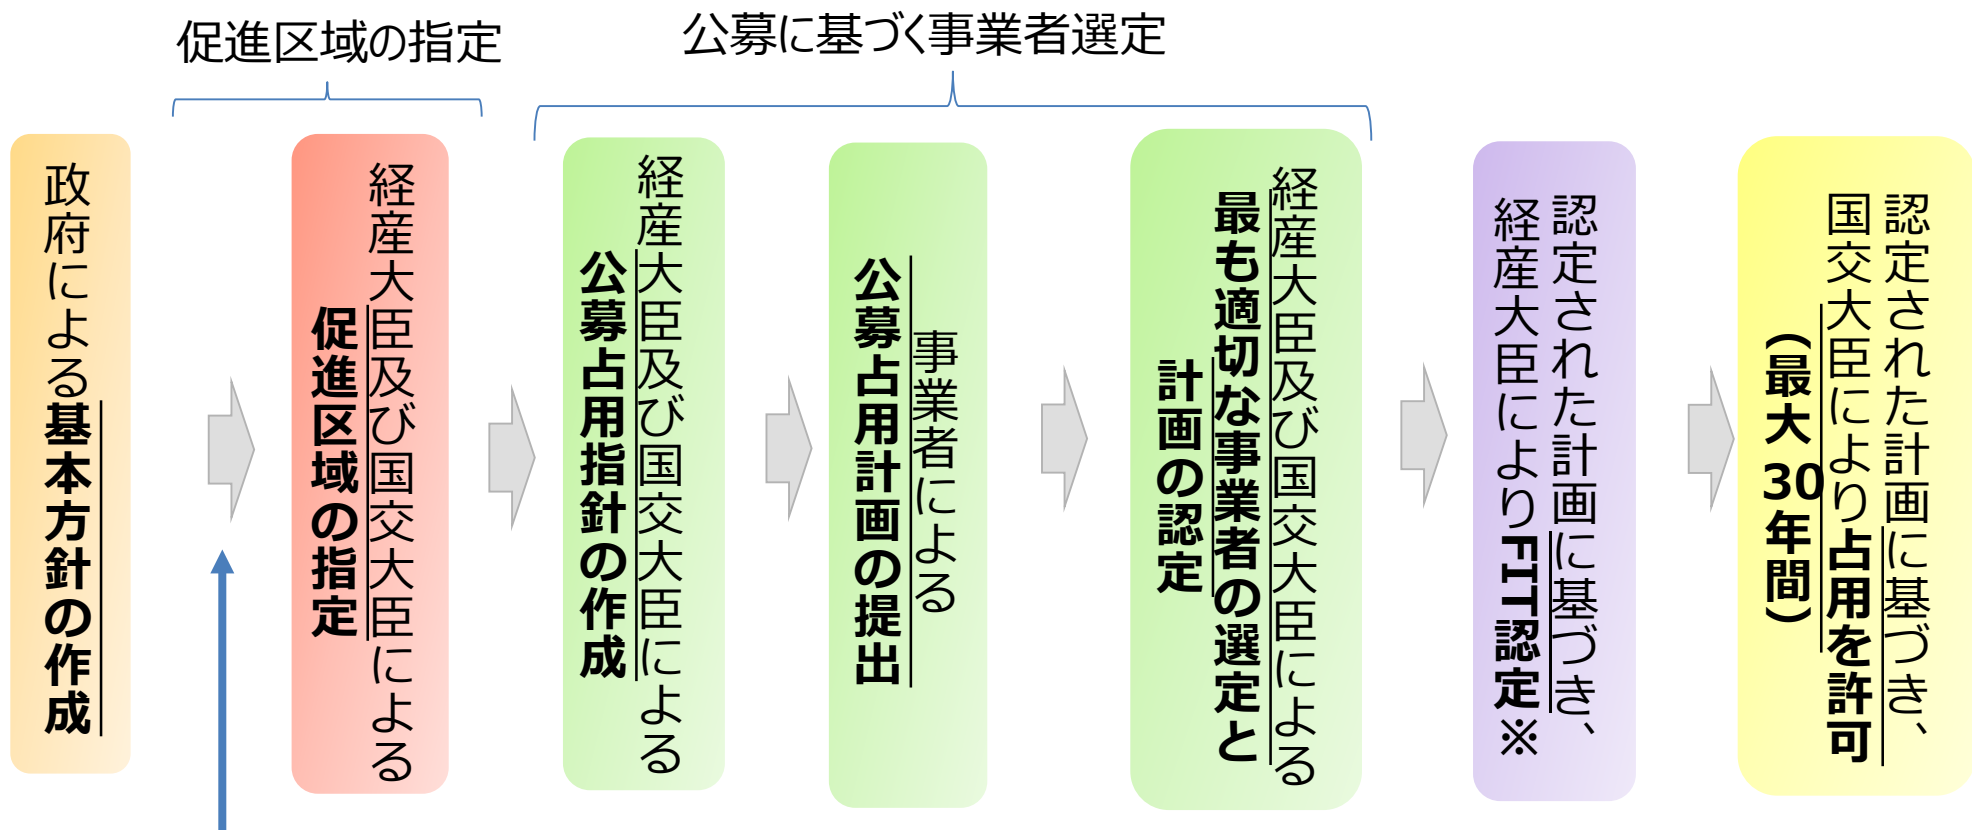 促進区域の指定
公募に基づく事業者選定
政府による基本方針の作成
経産大臣及び国交大臣による
促進区域の指定
経産大臣及び国交大臣による
公募占用指針の作成
事業者による
公募占用計画の提出
経産大臣及び国交大臣による
最も適切な事業者の選定と
計画の認定
認定された計画に基づき、
経産大臣によりFIT認定※
認定された計画に基づき、
国交大臣により占用を許可
（最大30年間）